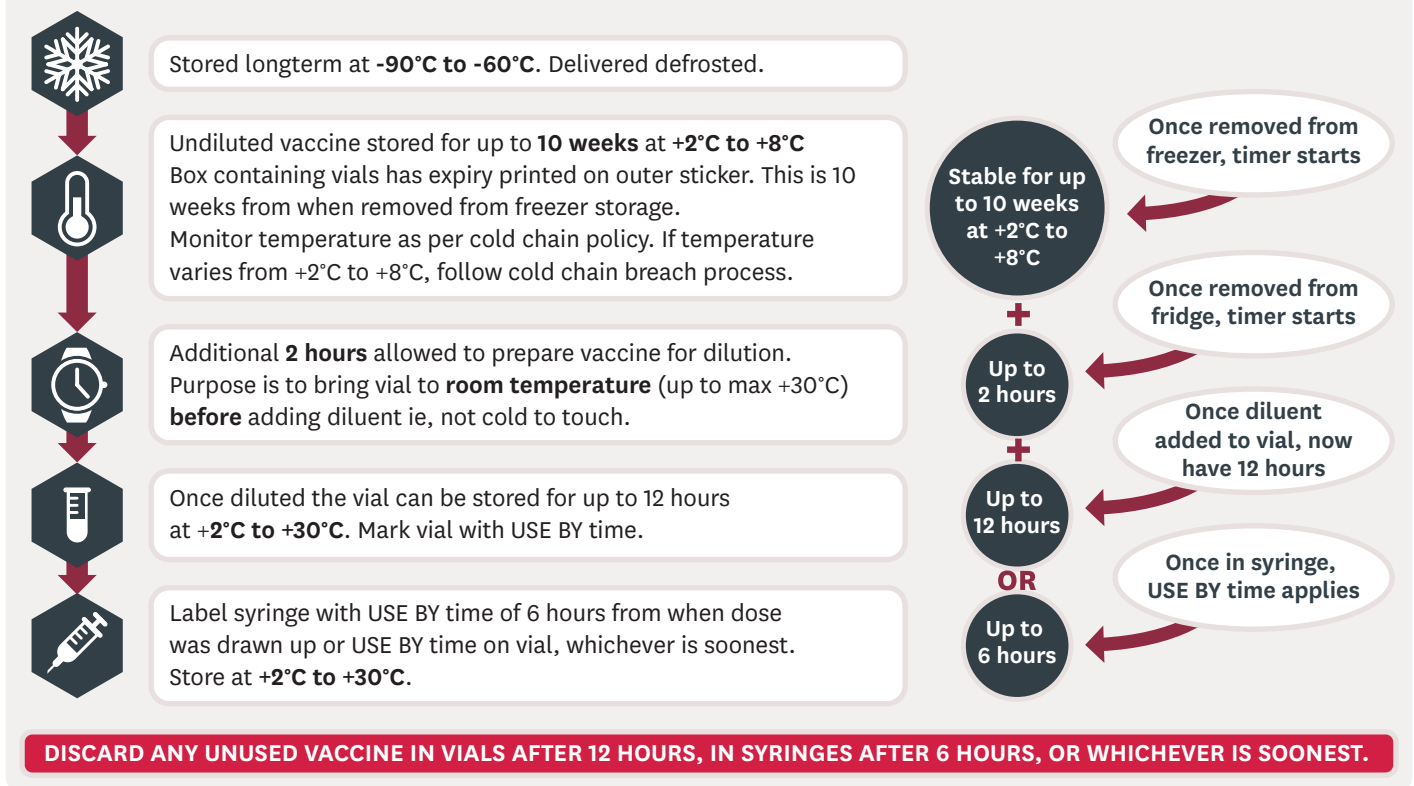 Stored longterm at -90°C to -60°C. Delivered defrosted.
Undiluted vaccine stored for up to 10 weeks at +2°C to +8°C
Box containing vials has expiry printed on outer sticker. This is 10
weeks from when removed from freezer storage.
Monitor temperature as per cold chain policy. If temperature
varies from +2°C to +8°C, follow cold chain breach process.
Additional 2 hours allowed to prepare vaccine for dilution.
Purpose is to bring vial to room temperature (up to max +30°C)
before adding diluent ie, not cold to touch.
Once diluted the vial can be stored for up to 12 hours
at +2°C to +30°C. Mark vial with USE BY time.
Label syringe with USE BY time of 6 hours from when dose
was drawn up or USE BY time on vial, whichever is soonest.
Store at +2°C to +30°C.
Stable for up
to 10 weeks
at +2°C to
+8°C
+
Up to
2 hours
+
Up to
12 hours
OR
Up to
6 hours
Once removed from
freezer, timer starts
Once removed from
fridge, timer starts
Once diluent
added to vial, now
have 12 hours
Once in syringe,
USE BY time applies
DISCARD ANY UNUSED VACCINE IN VIALS AFTER 12 HOURS, IN SYRINGES AFTER 6 HOURS, OR WHICHEVER IS SOONEST.